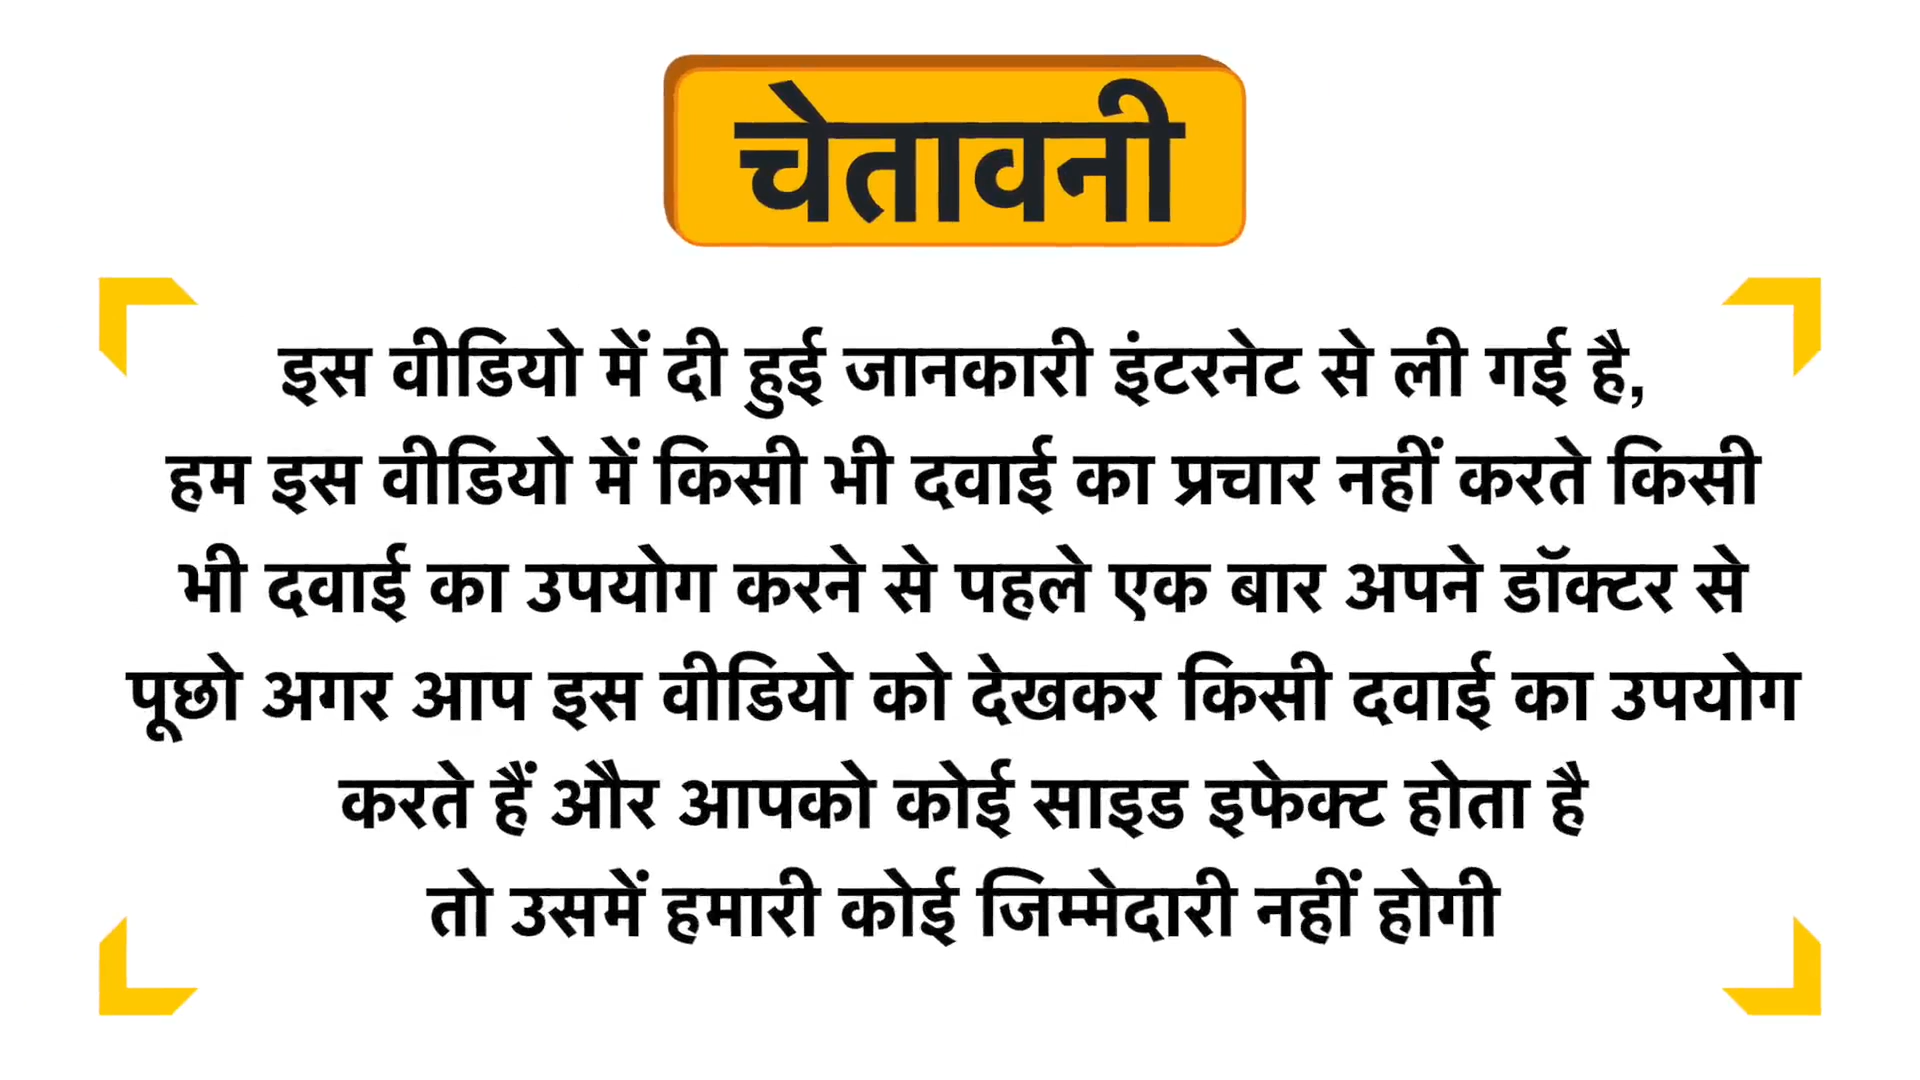 चेतावनी
इस वीडियो में दी हुई जानकारी इंटरनेट से ली गई है,
हम इस वीडियो में किसी भी दवाई का प्रचार नहीं करते किसी
भी दवाई का उपयोग करने से पहले एक बार अपने डॉक्टर से
पूछो अगर आप इस वीडियो को देखकर किसी दवाई का उपयोग
करते हैं और आपको कोई साइड इफेक्ट होता है
तो उसमें हमारी कोई जिम्मेदारी नहीं होगी